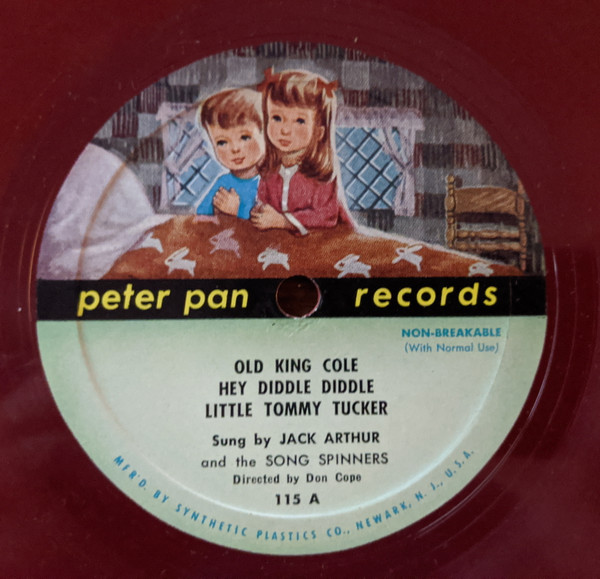 peter pan records
NON-BREAKABLE
(With Normal Use)
OLD KING COLE
HEY DIDDLE DIDDLE
LITTLE TOMMY TUCKER
Sung by JACK ARTHUR
and the SONG SPINNERS
Directed by Don Cope
115 A
MFR'D. BY SYNTHETIC PLASTICS CO., NEWARK, N. J., U.S.A.